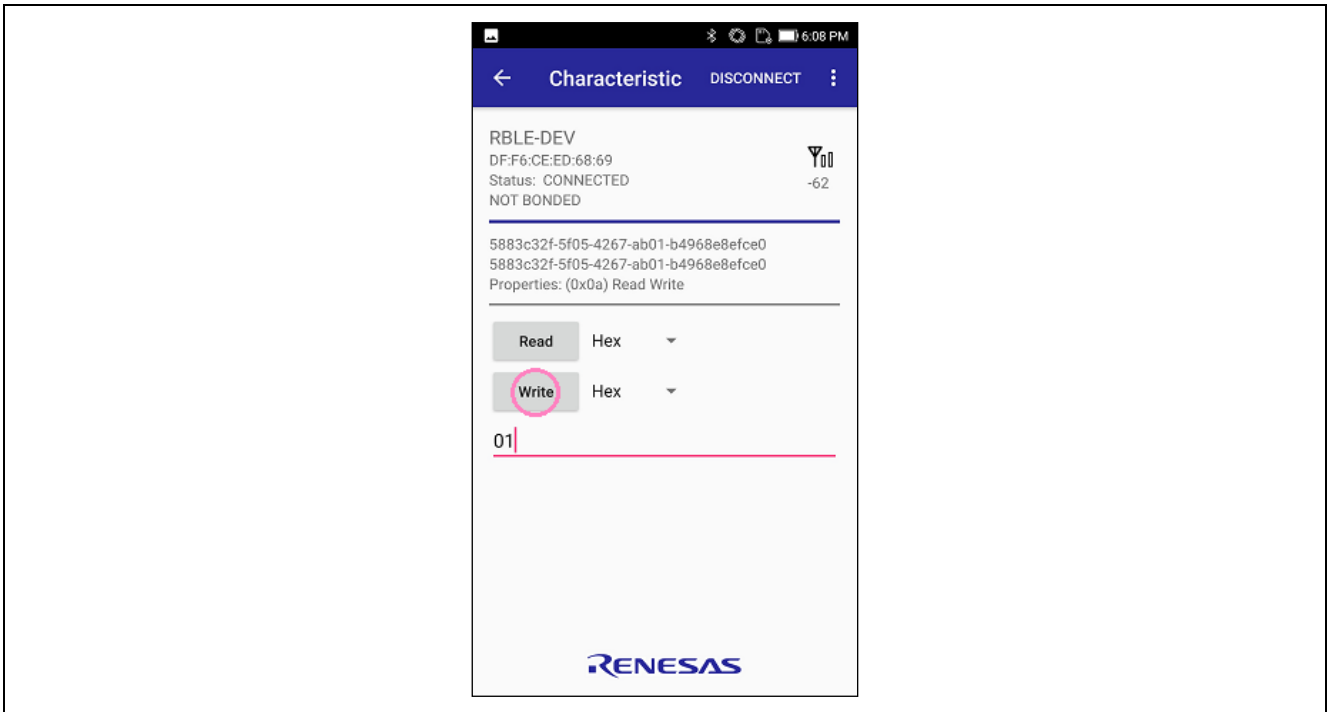 6:08 PM
Characteristic DISCONNECT
RBLE-DEV
DF:F6:CE:ED:68:69
Status: CONNECTED
-62
NOT BONDED
5883c32f-5f05-4267-ab01-b4968e8efce0
5883c32f-5f05-4267-ab01-b4968e8efce0
Properties: (0x0a) Read Write
Read Hex
Write Hex
01
RENESAS